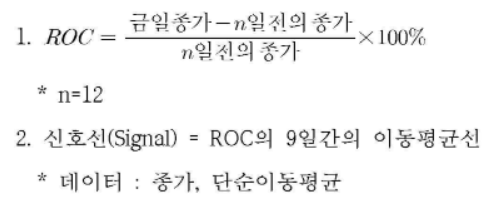 1. ROC = (금일종가 - n일전의 종가) / n일전의 종가 × 100%
* n=12
2. 신호선(Signal) = ROC의 9일간의 이동평균선
* 데이터 : 종가, 단순이동평균